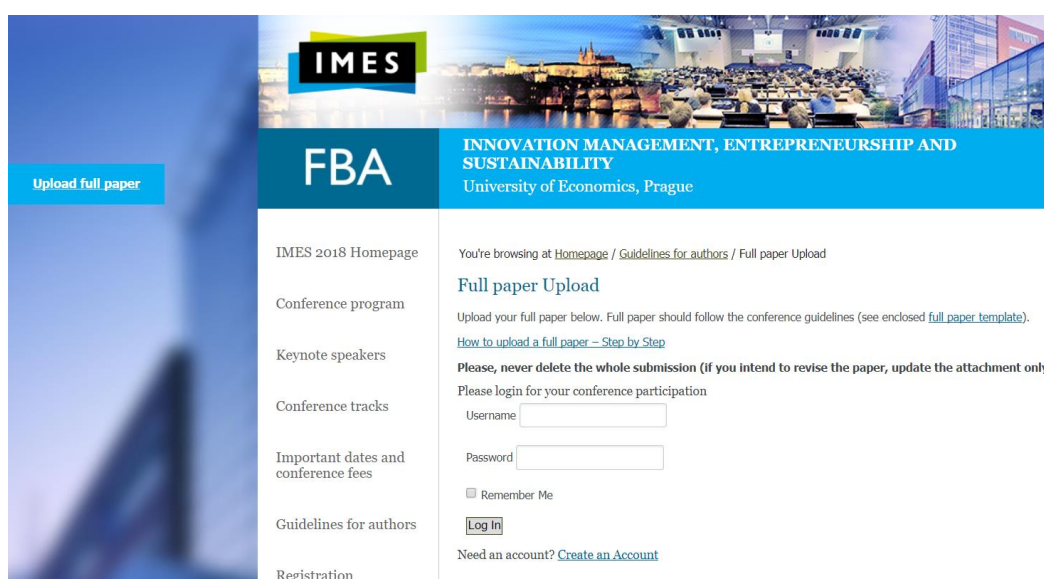 IMES
FBA
INNOVATION MANAGEMENT, ENTREPRENEURSHIP AND
SUSTAINABILITY
University of Economics, Prague
Upload full paper
IMES 2018 Homepage
Conference program
Keynote speakers
Conference tracks
Important dates and
conference fees
Guidelines for authors
Registration
You're browsing at Homepage / Guidelines for authors / Full paper Upload
Full paper Upload
Upload your full paper below. Full paper should follow the conference guidelines (see enclosed full paper template).
How to upload a full paper – Step by Step
Please, never delete the whole submission (if you intend to revise the paper, update the attachment only
Please login for your conference participation
Username
Password
Remember Me
Log In
Need an account? Create an Account